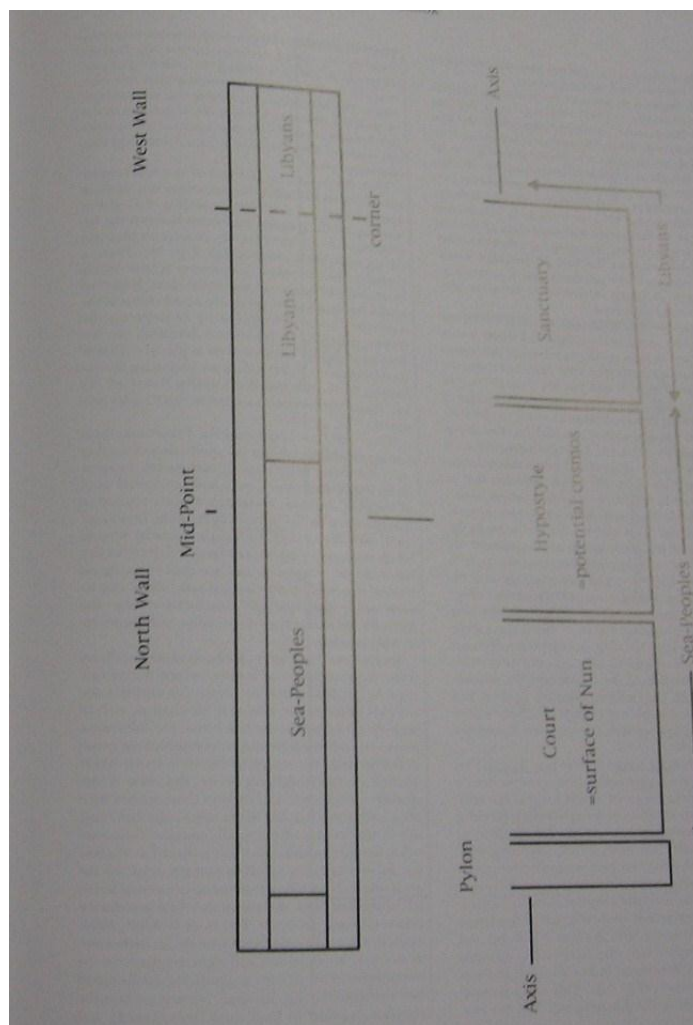 North Wall
West Wall
Mid-Point
Sea-Peoples
Libyans
Libyans
corner
Pylon
Axis
Court
=surface of Nun
Hypostyle
=potential cosmos
Sanctuary
Axis
Sea-Peoples
Libyans